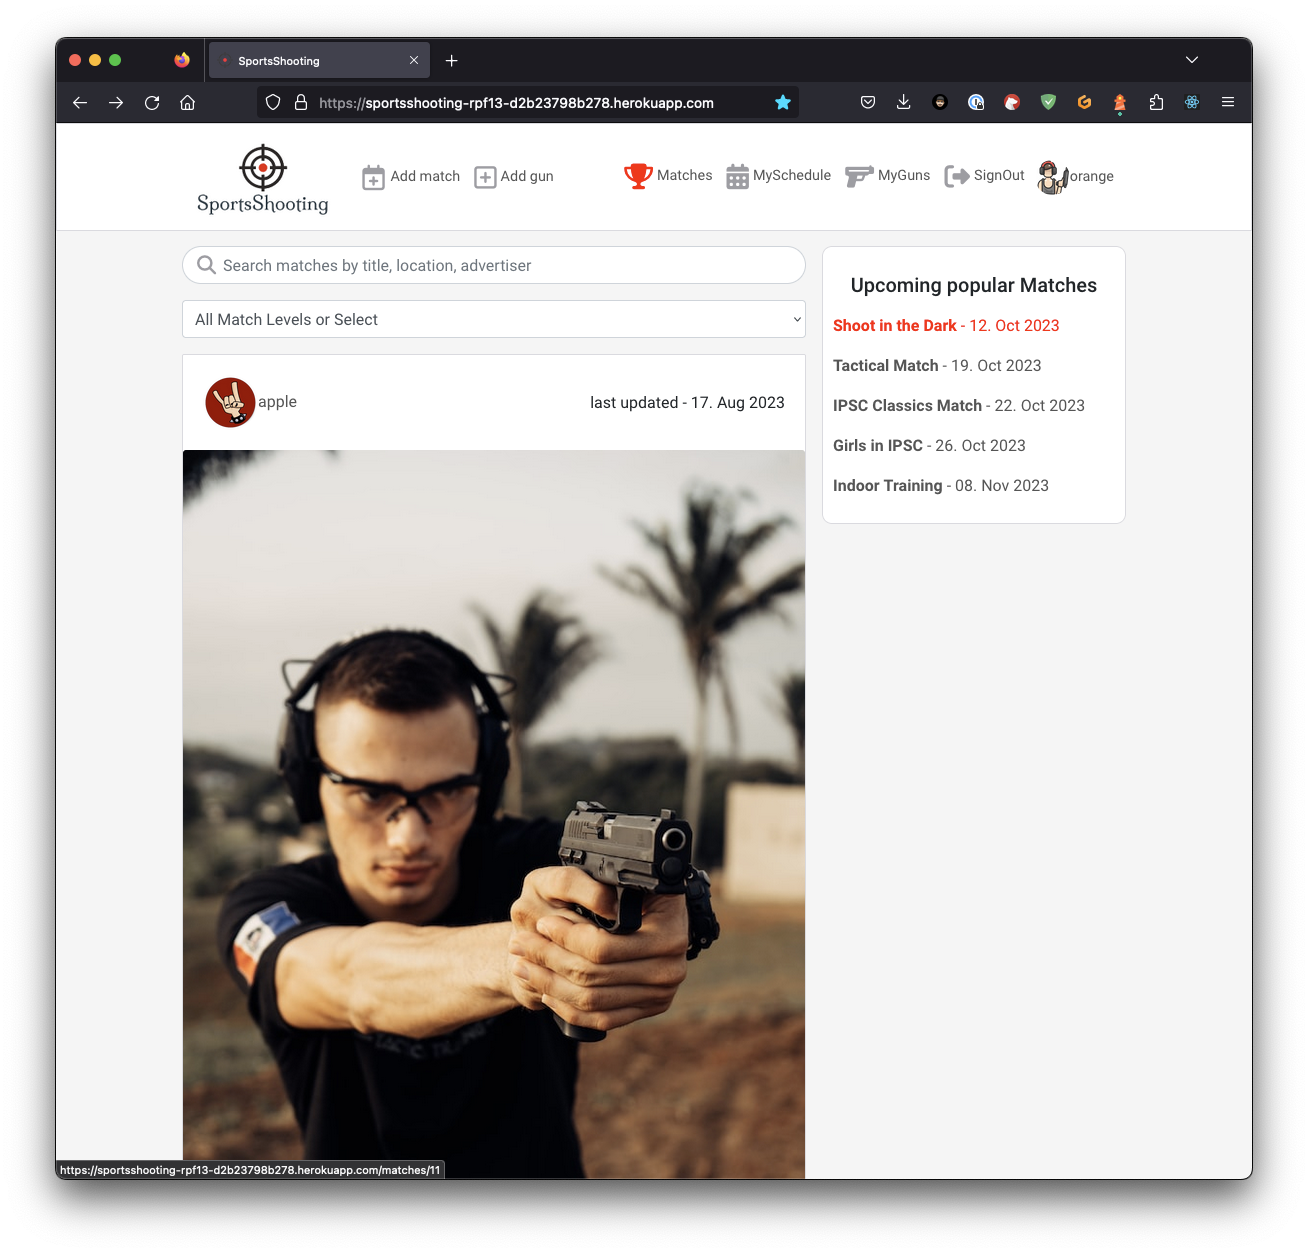 SportsShooting
https://sportsshooting-rpf13-d2b23798b278.herokuapp.com
SportsShooting
Add match
Add gun
Matches
MySchedule
MyGuns
SignOut
orange
Search matches by title, location, advertiser
All Match Levels or Select
apple
last updated - 17. Aug 2023
Upcoming popular Matches
Shoot in the Dark - 12. Oct 2023
Tactical Match - 19. Oct 2023
IPSC Classics Match - 22. Oct 2023
Girls in IPSC - 26. Oct 2023
Indoor Training - 08. Nov 2023
https://sportsshooting-rpf13-d2b23798b278.herokuapp.com/matches/11